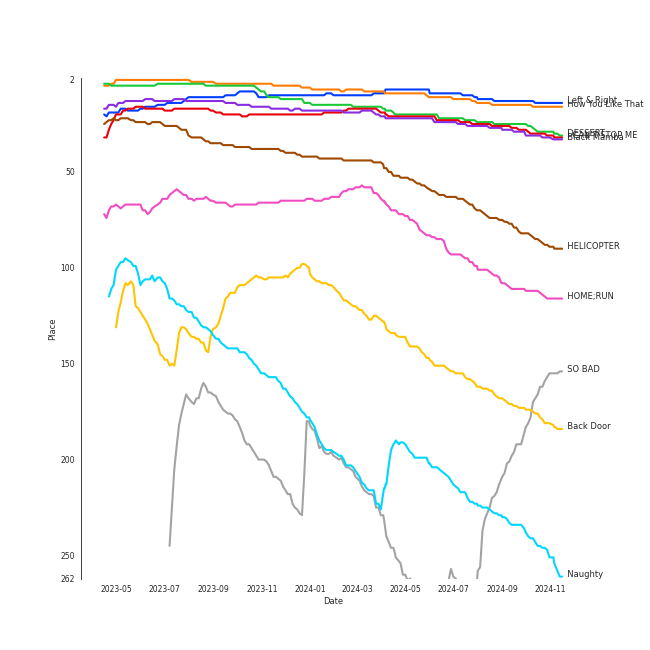 2
50
100
150
200
250
262
Place
2023-05
2023-07
2023-09
2023-11
2024-01
2024-03
2024-05
2024-07
2024-09
2024-11
Date
Left & Right
How You Like That
DESERT
Black Mamba
HELICOPTER
HOME;RUN
SO BAD
Back Door
Naughty